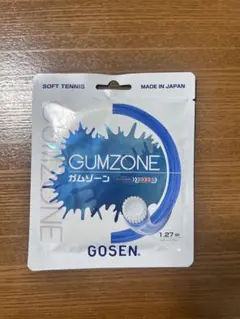 SOFT TENNIS
MADE IN JAPAN
GUMZONE
GUMZONE
ガムゾーン
1.27
GOSEN